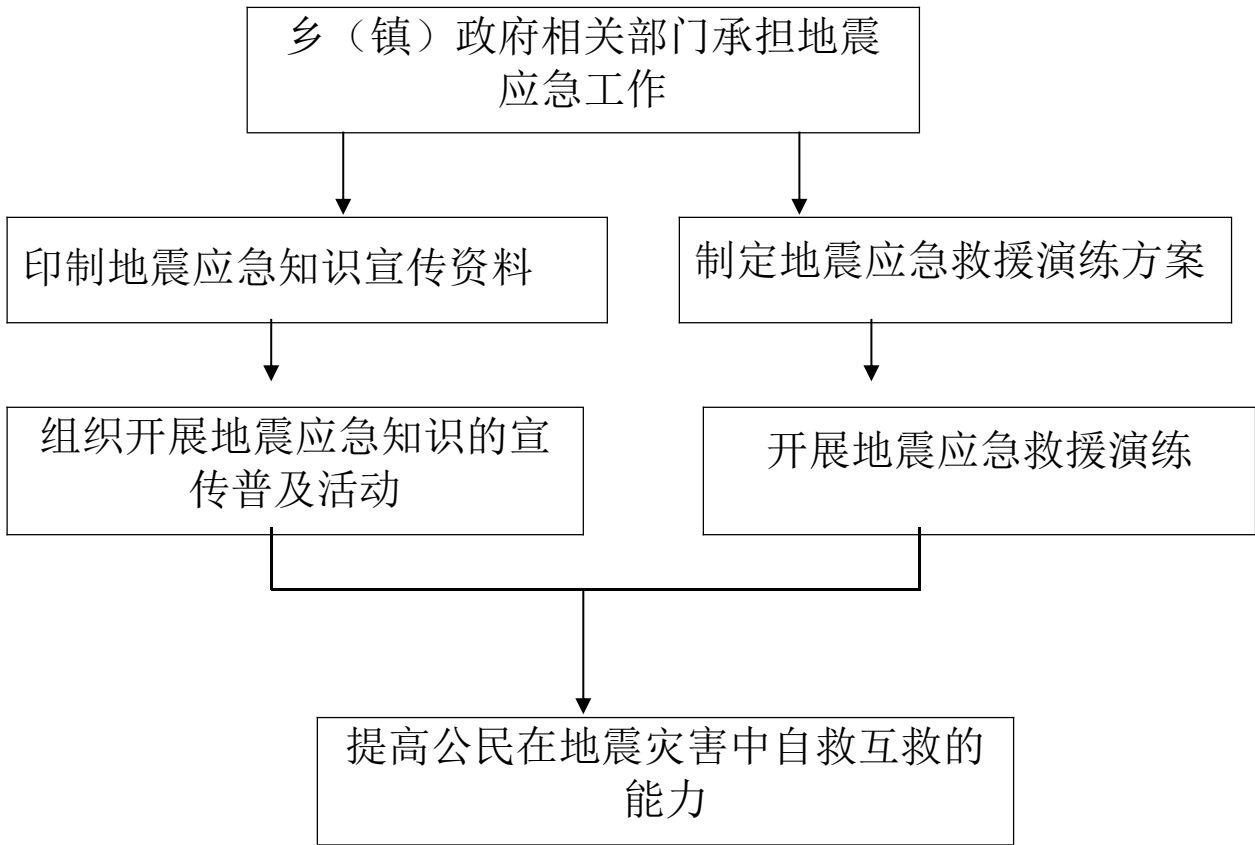 乡（镇）政府相关部门承担地震
应急工作
印制地震应急知识宣传资料
制定地震应急救援演练方案
组织开展地震应急知识的宣
传普及活动
开展地震应急救援演练
提高公民在地震灾害中自救互救的
能力